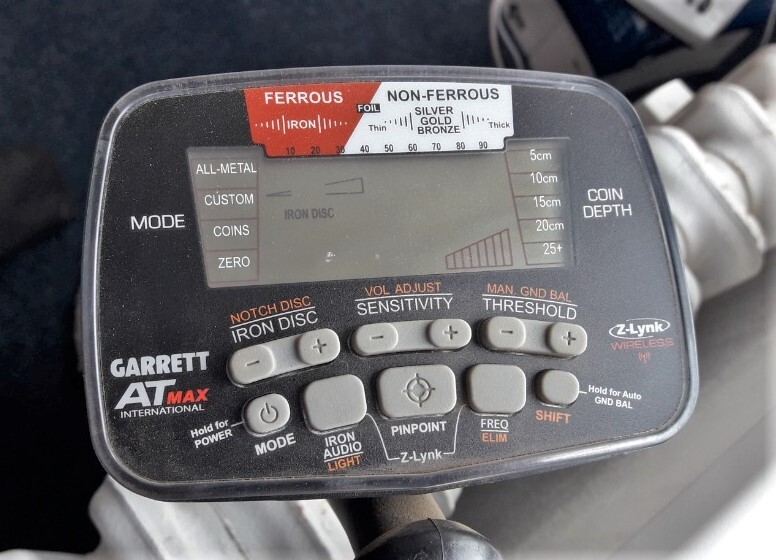 FERROUS
IRON
FOIL
NON-FERROUS
Thin
SILVER
GOLD
BRONZE
Thick
10 20 30 40 50 60 70 80 90
ALL-METAL
CUSTOM
COINS
ZERO
MODE
IRON DISC
5cm
10cm
15cm
20cm
25+
COIN
DEPTH
NOTCH DISC
IRON DISC
VOL ADJUST
SENSITIVITY
MAN. GND BAL
THRESHOLD
- +
- +
- +
GARRETT
AT MAX
INTERNATIONAL
Z-Lynk
WIRELESS
Hold for
POWER
MODE
IRON
AUDIO
LIGHT
PINPOINT
Z-Lynk
FREQ
ELIM
SHIFT
Hold for Auto
GND BAL